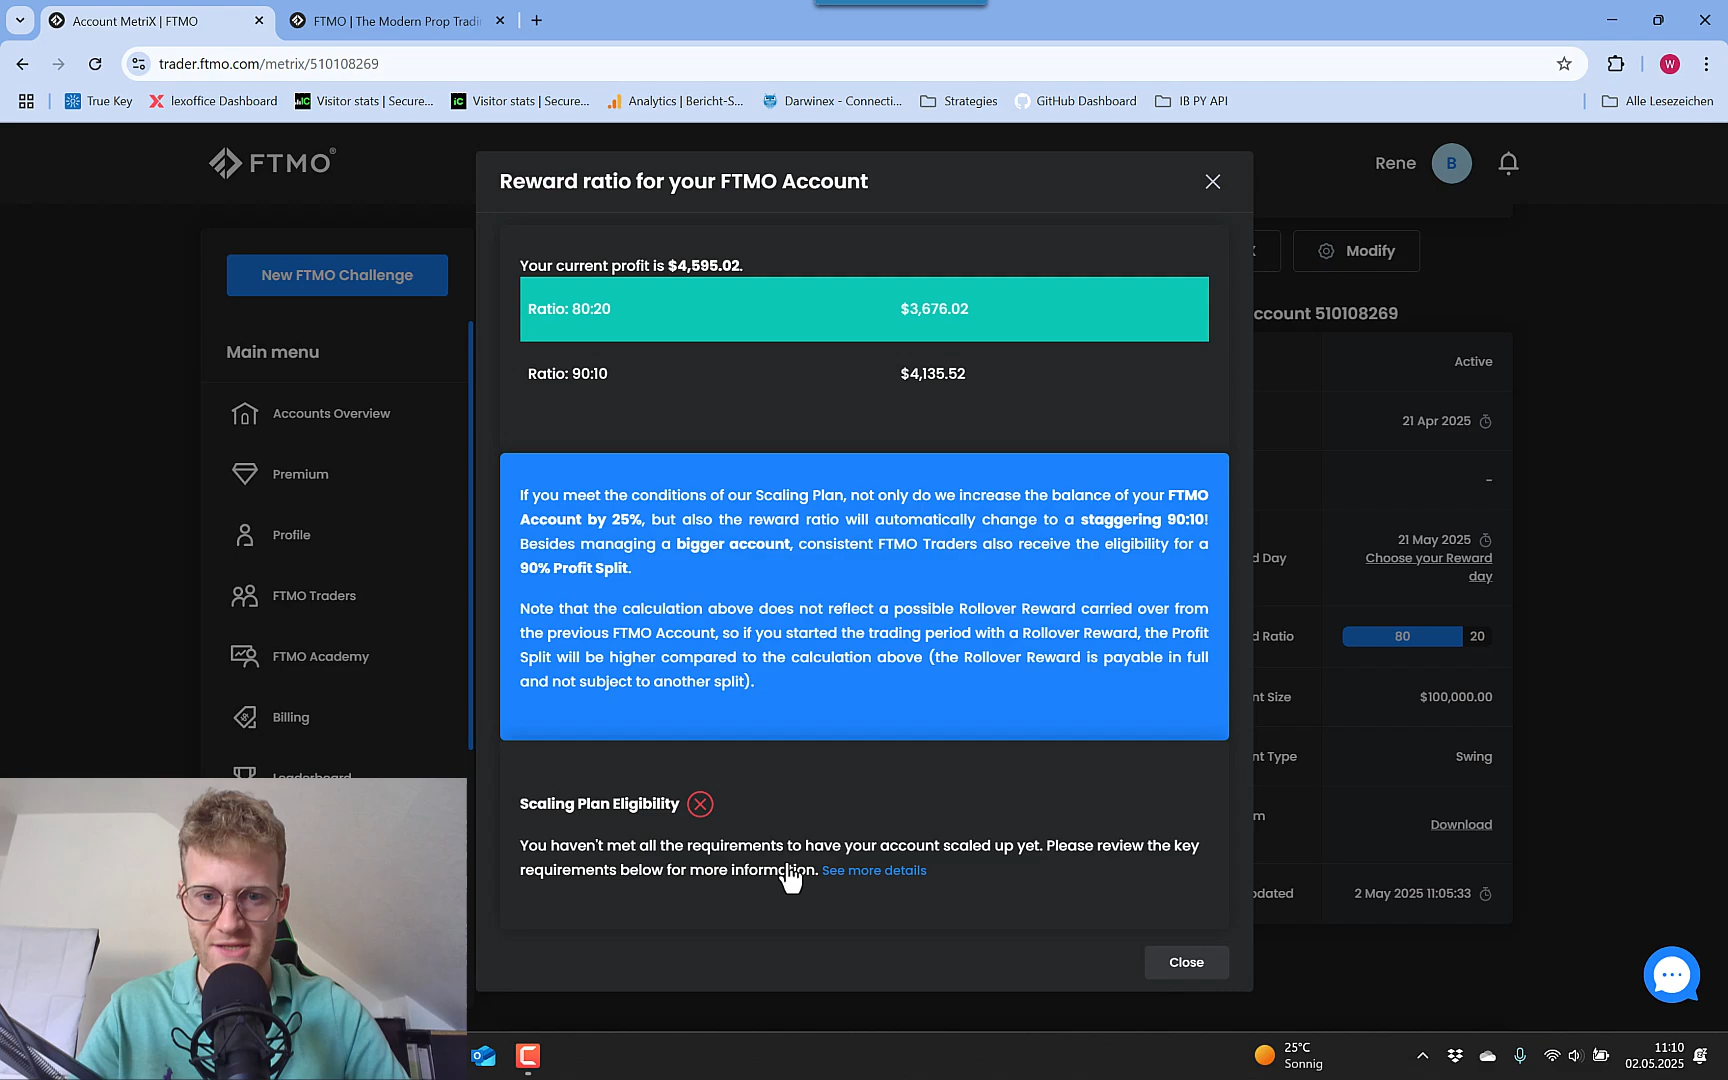 Account MetriX | FTMO
FTMO | The Modern Prop Tradi
trader.ftmo.com/metrix/510108269
W
True Key
lexoffice Dashboard
Visitor stats | Secure...
Visitor stats | Secure...
Analytics | Bericht-S...
Darwinex - Connecti...
Strategies
GitHub Dashboard
IB PY API
Alle Lesezeichen
FTMO®
Rene
B
New FTMO Challenge
Main menu
Accounts Overview
Premium
Profile
FTMO Traders
FTMO Academy
Billing
Leaderboard
Reward ratio for your FTMO Account
Your current profit is $4,595.02.
Ratio: 80:20 $3,676.02
Ratio: 90:10 $4,135.52
If you meet the conditions of our Scaling Plan, not only do we increase the balance of your FTMO
Account by 25%, but also the reward ratio will automatically change to a staggering 90:10!
Besides managing a bigger account, consistent FTMO Traders also receive the eligibility for a
90% Profit Split.
Note that the calculation above does not reflect a possible Rollover Reward carried over from
the previous FTMO Account, so if you started the trading period with a Rollover Reward, the Profit
Split will be higher compared to the calculation above (the Rollover Reward is payable in full
and not subject to another split).
Scaling Plan Eligibility
You haven't met all the requirements to have your account scaled up yet. Please review the key
requirements below for more information. See more details
Close
Modify
ccount 510108269
Active
21 Apr 2025
-
21 May 2025
d Day
Choose your Reward
day
d Ratio
80 20
nt Size $100,000.00
nt Type Swing
m
Download
pdated 2 May 2025 11:05:33
25°C
Sonnig
11:10
02.05.2025